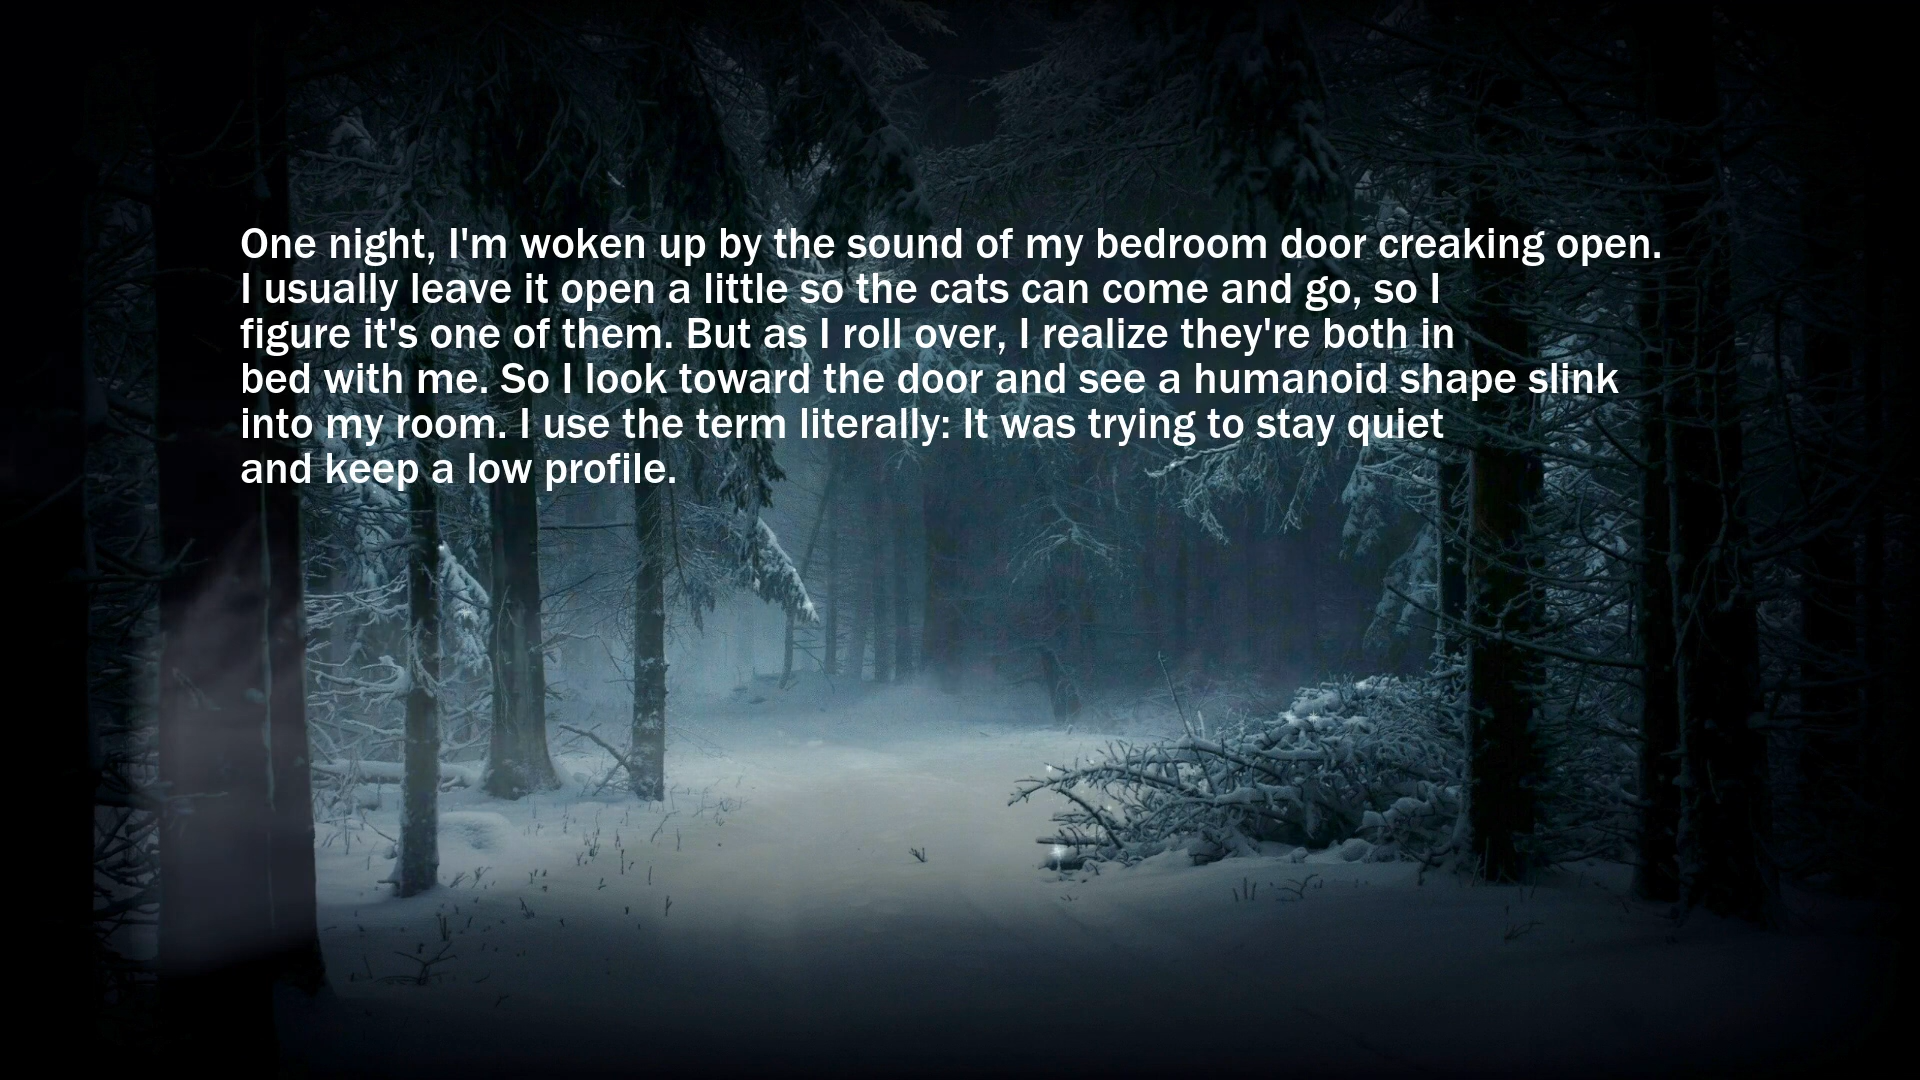 One night, I'm woken up by the sound of my bedroom door creaking open.
I usually leave it open a little so the cats can come and go, so I
figure it's one of them. But as I roll over, I realize they're both in
bed with me. So I look toward the door and see a humanoid shape slink
into my room. I use the term literally: It was trying to stay quiet
and keep a low profile.